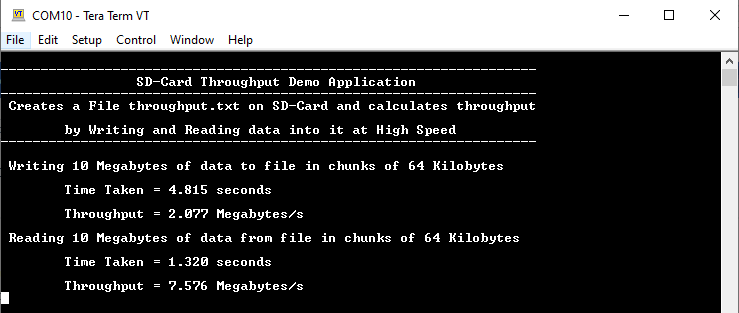 COM10 - Tera Term VT
File Edit Setup Control Window Help
------------------------------------------------------------------
SD-Card Throughput Demo Application
------------------------------------------------------------------
Creates a File throughput.txt on SD-Card and calculates throughput
by Writing and Reading data into it at High Speed
------------------------------------------------------------------
Writing 10 Megabytes of data to file in chunks of 64 Kilobytes
Time Taken = 4.815 seconds
Throughput = 2.077 Megabytes/s
Reading 10 Megabytes of data from file in chunks of 64 Kilobytes
Time Taken = 1.320 seconds
Throughput = 7.576 Megabytes/s